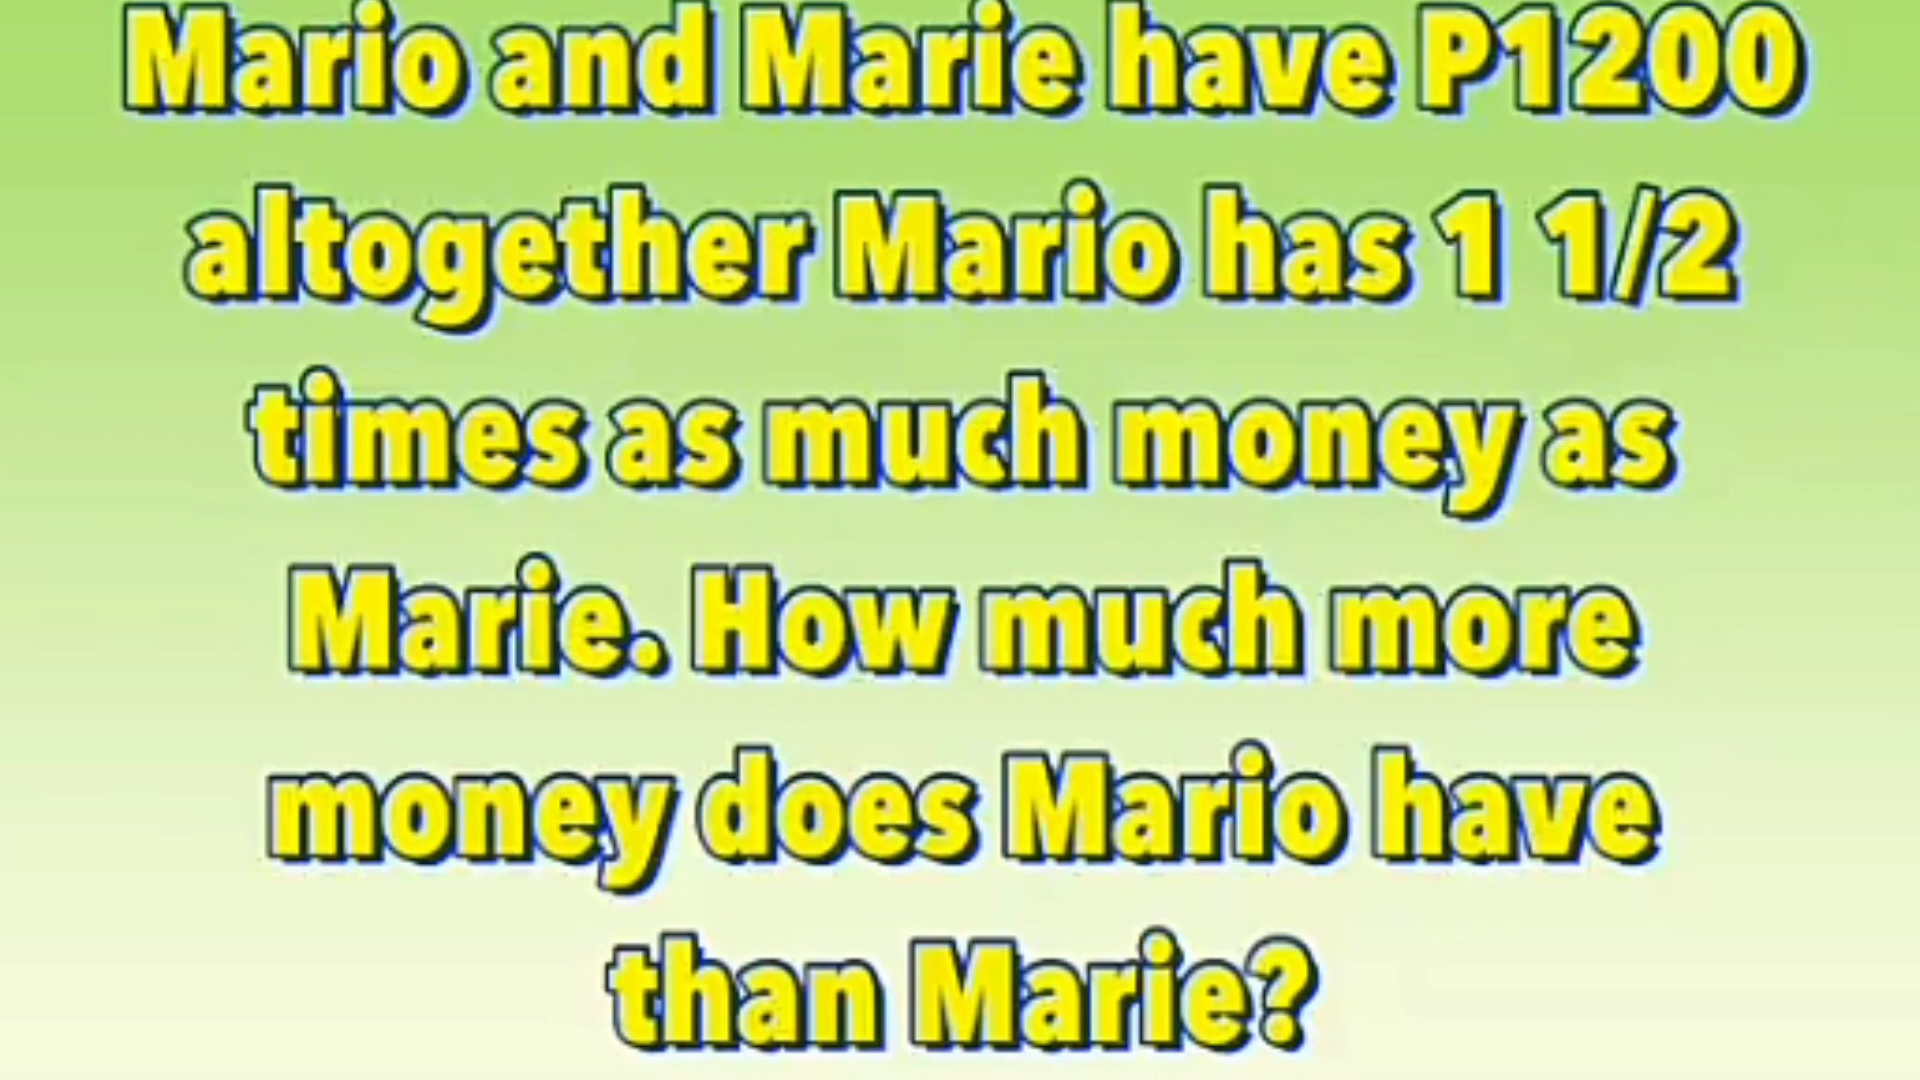 Mario and Marie have P1200
altogether Mario has 1 1/2
times as much money as
Marie. How much more
money does Mario have
than Marie?